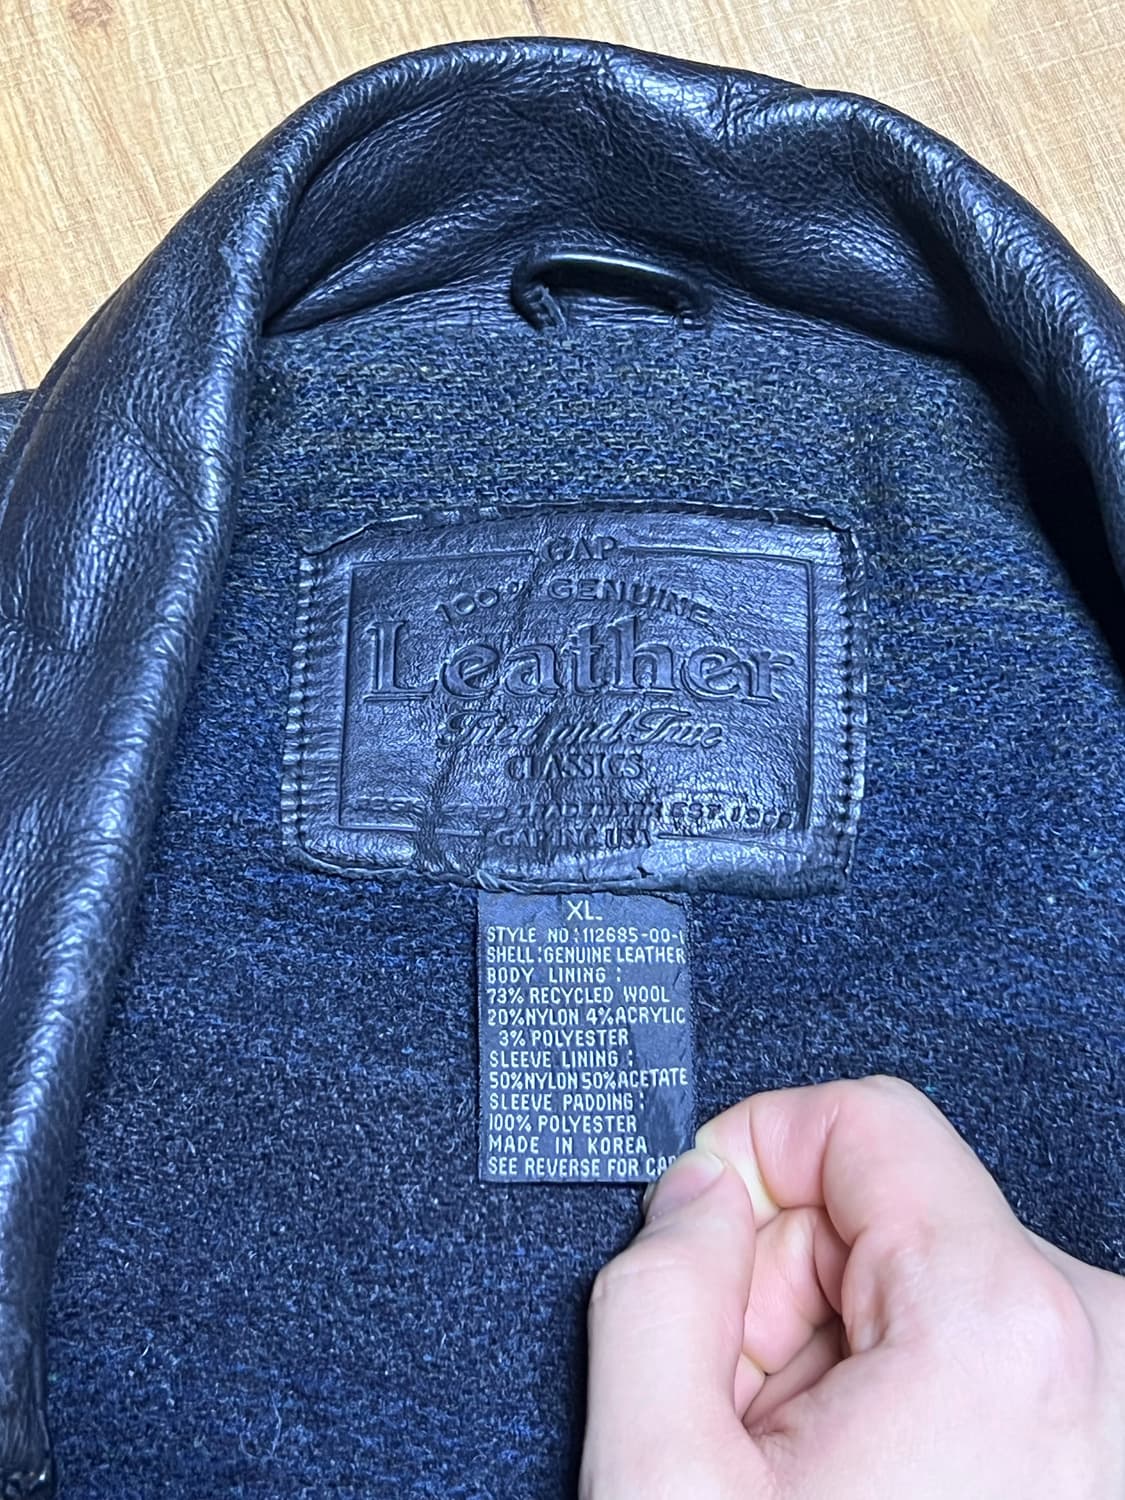 GAP
100% GENUINE
Leather
Tried and True
CLASSICS
TRADEMARK EST. 19
GAP INC USA
XL.
STYLE NO:112685-00-1
SHELL:GENUINE LEATHER
BODY LINING :
73% RECYCLED WOOL
20%NYLON 4%ACRYLIC
3% POLYESTER
SLEEVE LINING :
50%NYLON 50%ACETATE
SLEEVE PADDING :
100% POLYESTER
MADE IN KOREA
SEE REVERSE FOR